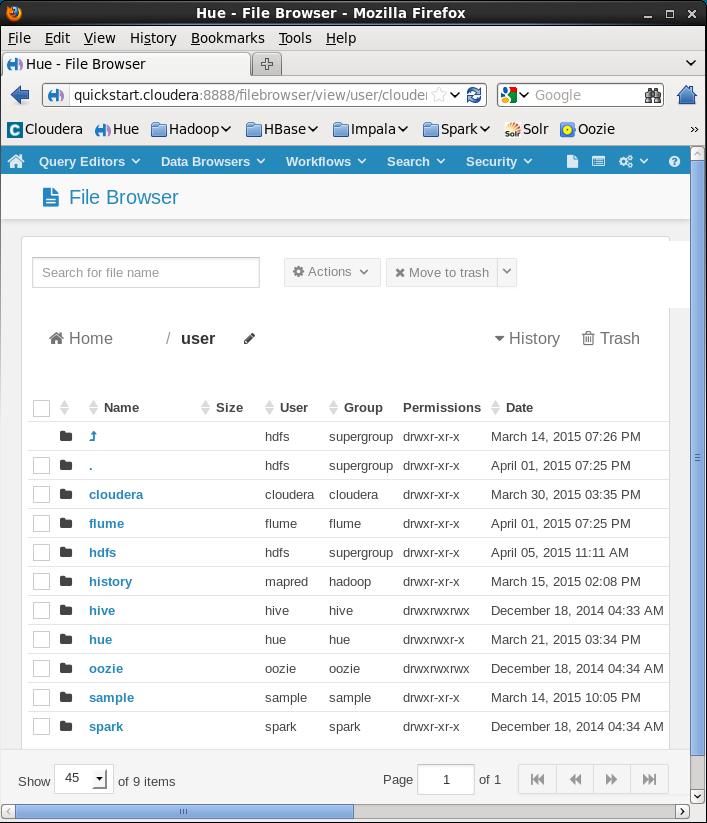 Hue - File Browser - Mozilla Firefox
File Edit View History Bookmarks Tools Help
Hue - File Browser
quickstart.cloudera:8888/filebrowser/view/user/cloude Google
Cloudera Hue Hadoop HBase Impala Spark Solr Oozie »
Query Editors Data Browsers Workflows Search Security
File Browser
Search for file name Actions Move to trash
Home / user History Trash
Name Size User Group Permissions Date
hdfs supergroup drwxr-xr-x March 14, 2015 07:26 PM
. hdfs supergroup drwxr-xr-x April 01, 2015 07:25 PM
cloudera cloudera cloudera drwxr-xr-x March 30, 2015 03:35 PM
flume flume flume drwxr-xr-x April 01, 2015 07:25 PM
hdfs hdfs supergroup drwxr-xr-x April 05, 2015 11:11 AM
history mapred hadoop drwxr-xr-x March 15, 2015 02:08 PM
hive hive hive drwxrwxrwx December 18, 2014 04:33 AM
hue hue hue drwxrwxr-x March 21, 2015 03:34 PM
oozie oozie oozie drwxrwxrwx December 18, 2014 04:34 AM
sample sample sample drwxr-xr-x March 14, 2015 10:05 PM
spark spark spark drwxr-xr-x December 18, 2014 04:34 AM
Show 45 of 9 items Page 1 of 1